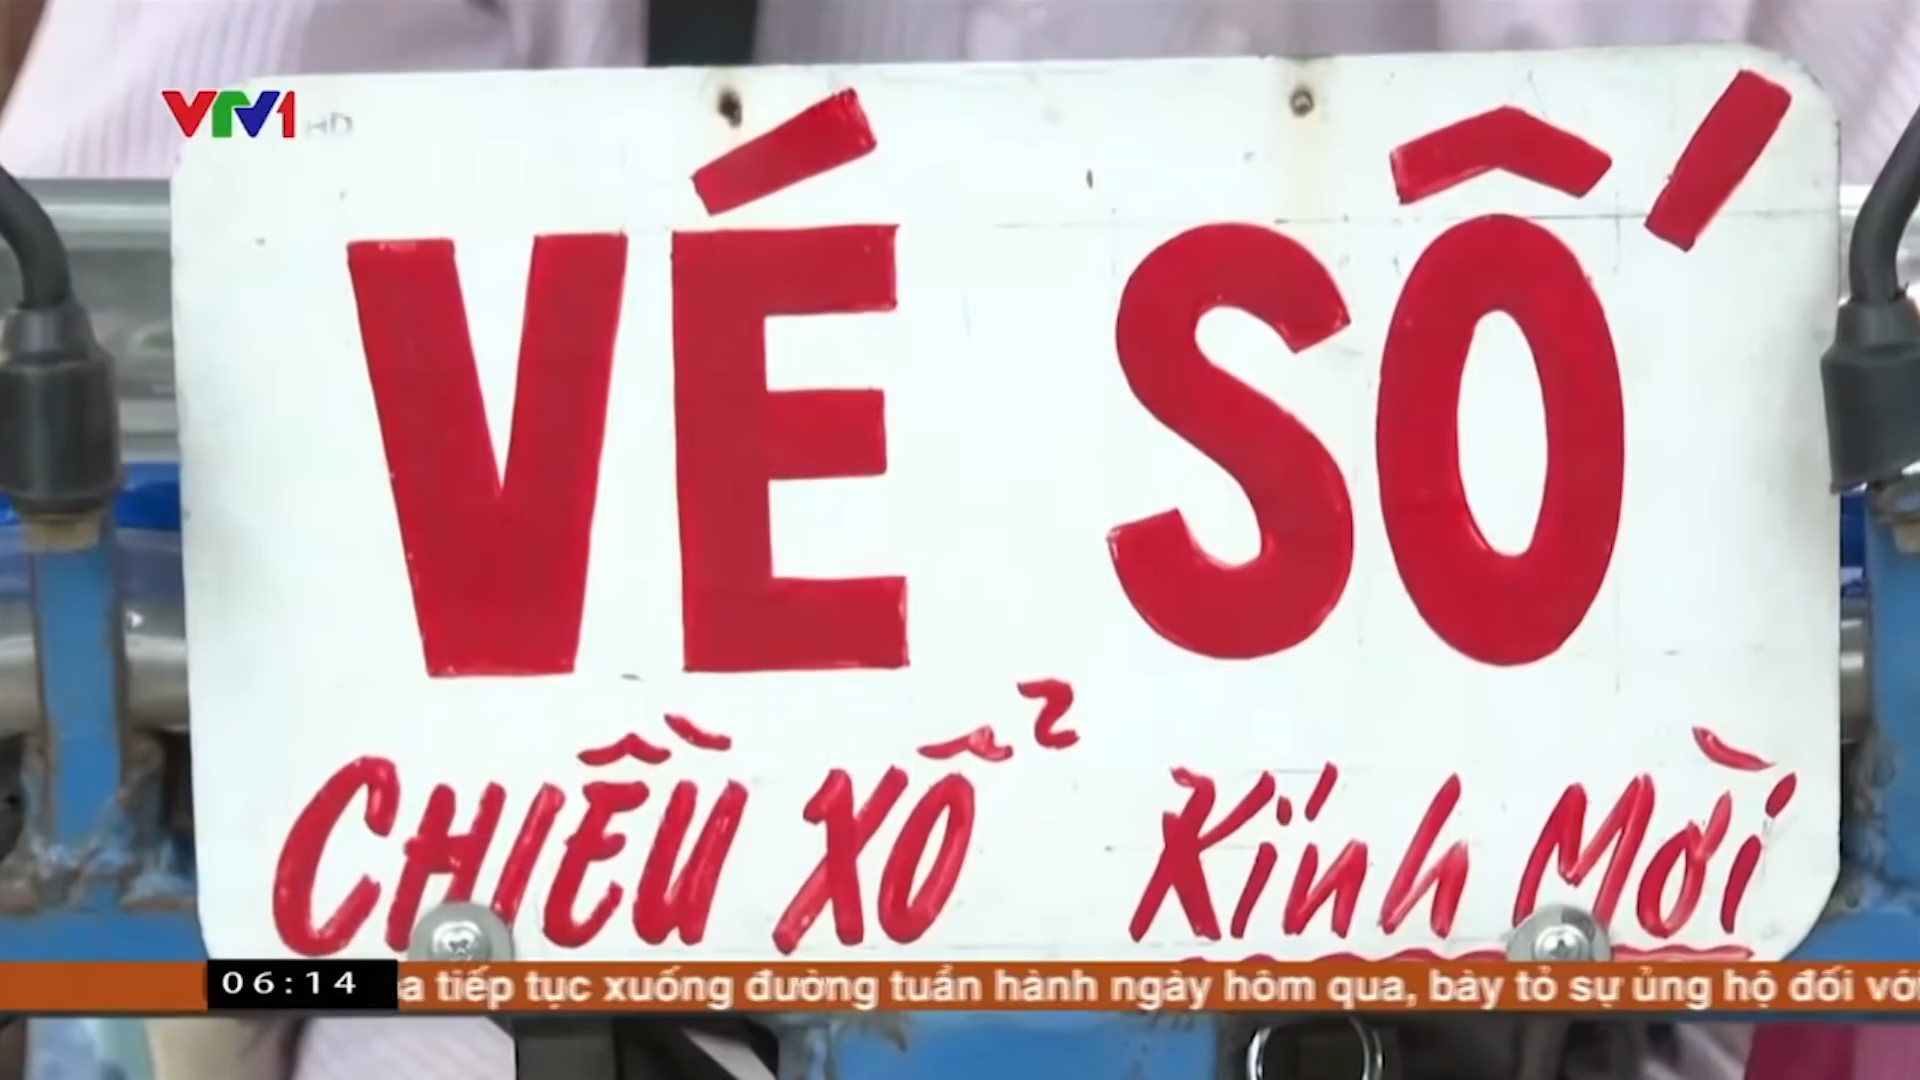 VTV1 HD
VÉ SỐ
CHIỀU XỔ Kính Mời
06:14 a tiếp tục xuống đường tuần hành ngày hôm qua, bày tỏ sự ủng hộ đối với